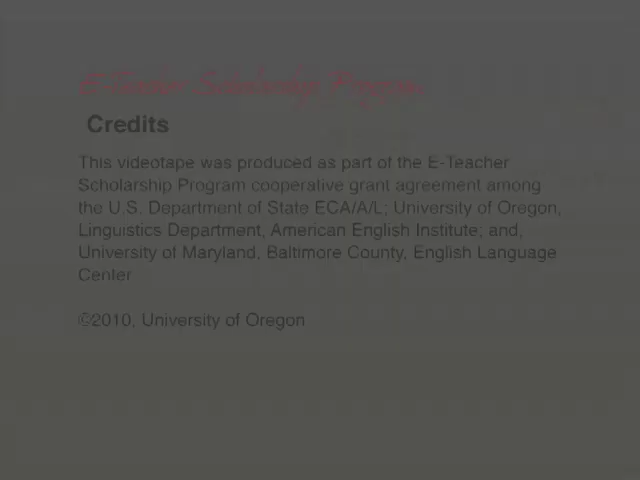 E-Teacher Scholarship Program
Credits
This videotape was produced as part of the E-Teacher
Scholarship Program cooperative grant agreement among
the U.S. Department of State ECA/A/L; University of Oregon,
Linguistics Department, American English Institute; and,
University of Maryland, Baltimore County, English Language
Center
©2010, University of Oregon